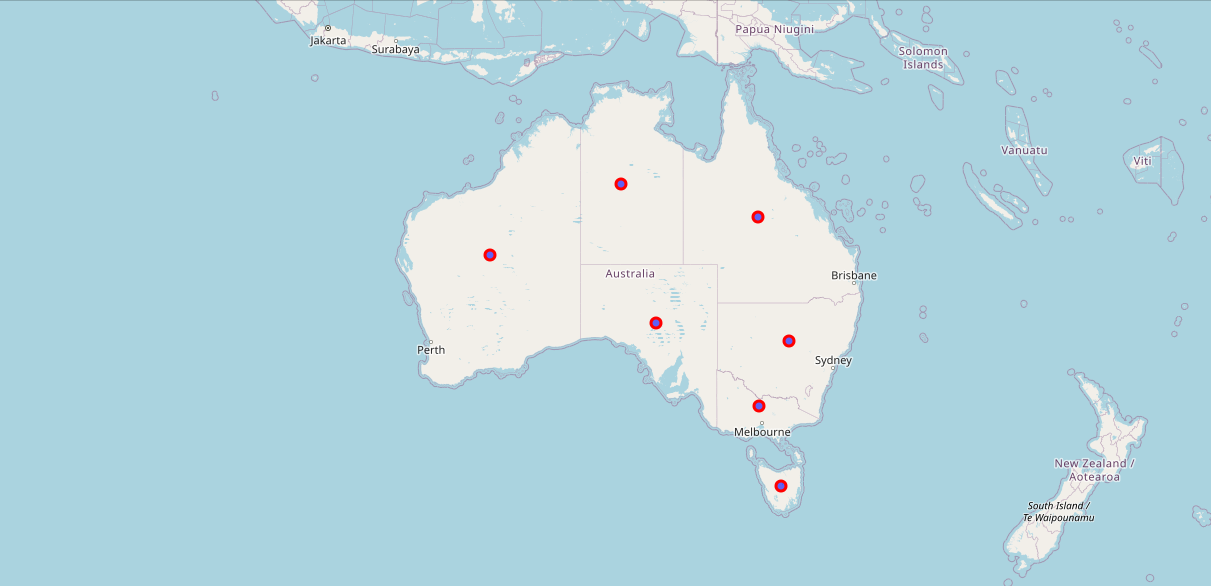 Papua Niugini
Jakarta
Surabaya
Solomon
Islands
Vanuatu
Viti
Australia
Brisbane
Perth
Sydney
Melbourne
New Zealand /
Aotearoa
South Island /
Te Waipounamu